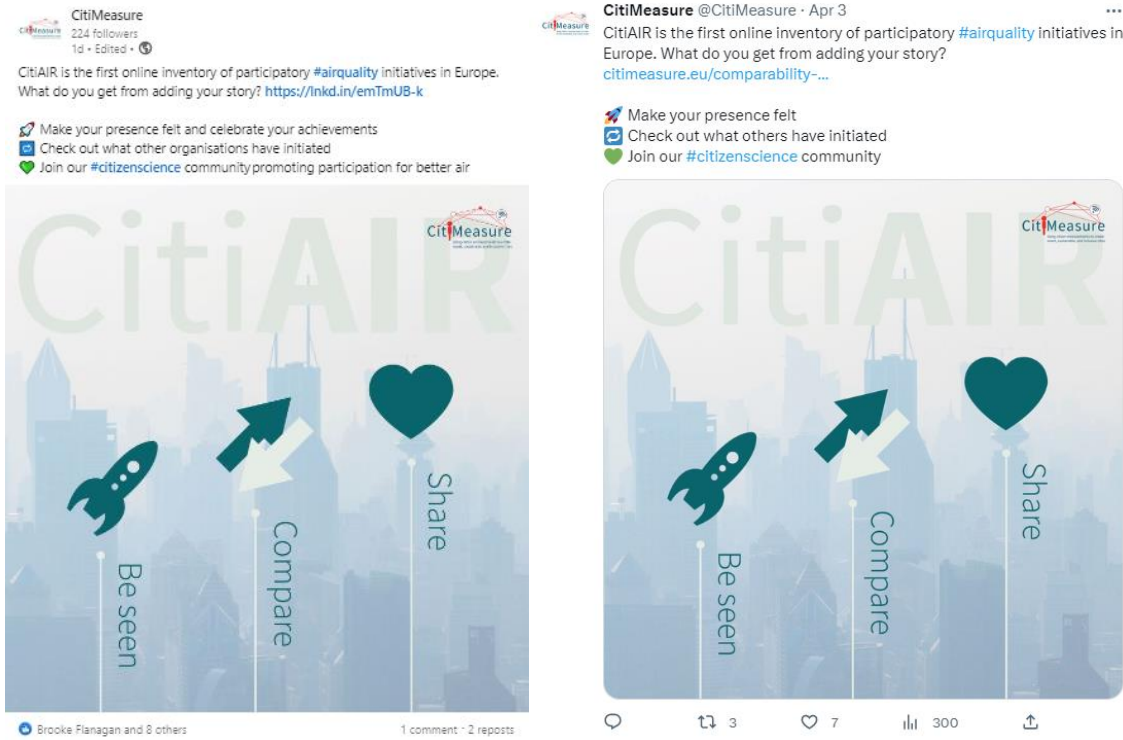 CitiMeasure
224 followers
1d • Edited •
CitiAIR is the first online inventory of participatory #airquality initiatives in Europe.
What do you get from adding your story? https://lnkd.in/emTmUB-k
Make your presence felt and celebrate your achievements
Check out what other organisations have initiated
Join our #citizenscience community promoting participation for better air
CitiAIR
CitiMeasure
Share
Compare
Be seen
Brooke Flanagan and 8 others
1 comment · 2 reposts
CitiMeasure
CitiMeasure @CitiMeasure · Apr 3
CitiAIR is the first online inventory of participatory #airquality initiatives in
Europe. What do you get from adding your story?
citimeasure.eu/comparability-...
Make your presence felt
Check out what others have initiated
Join our #citizenscience community
CitiAIR
CitiMeasure
Share
Compare
Be seen
3
7
300